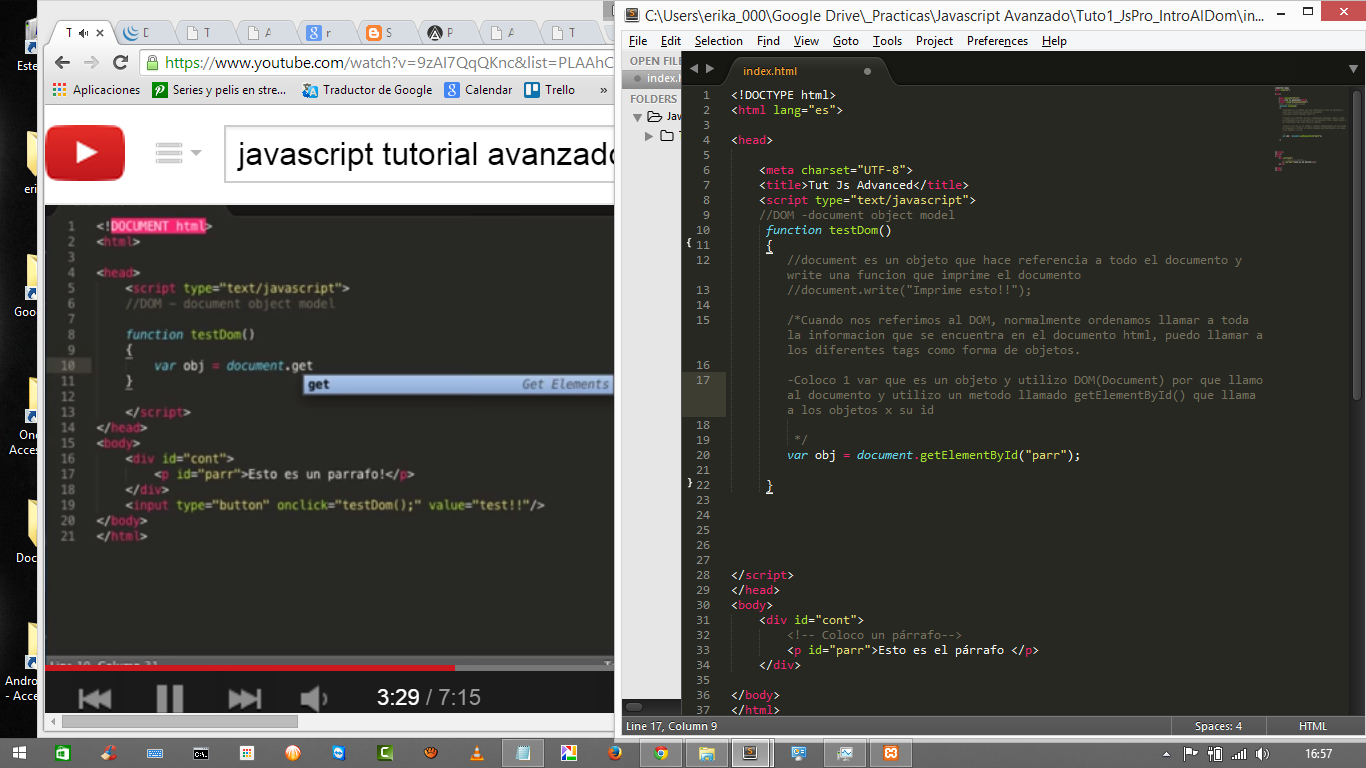 Este
eri
Goo
Ono
Acces
Doc
Andro
- Acce
T
D
T
A
r
S
P
A
T
https://www.youtube.com/watch?v=9zAI7QqQKnc&list=PLAAhC
Aplicaciones
Series y pelis en stre...
Traductor de Google
Calendar
Trello
»
javascript tutorial avanzado
1 <!DOCUMENT html>
2 <html>
3
4 <head>
5 <script type="text/javascript">
6 //DOM – document object model
7
8 function testDom()
9 {
10 var obj = document.get
get Get Elements
11 }
12
13 </script>
14 </head>
15 <body>
16 <div id="cont">
17 <p id="parr">Esto es un parrafo!</p>
18 </div>
19 <input type="button" onclick="testDom();" value="test!!"/>
20 </body>
21 </html>
3:29 / 7:15
C:\Users\erika_000\Google Drive\_Practicas\Javascript Avanzado\Tuto1_JsPro_IntroAlDom\in...
File Edit Selection Find View Goto Tools Project Preferences Help
OPEN FILE
index.h
FOLDERS
Jav
index.html
1 <!DOCTYPE html>
2 <html lang="es">
3
4 <head>
5
6 <meta charset="UTF-8">
7 <title>Tut Js Advanced</title>
8 <script type="text/javascript">
9 //DOM -document object model
10 function testDom()
11 {
12 //document es un objeto que hace referencia a todo el documento y
write una funcion que imprime el documento
13 //document.write("Imprime esto!!");
14
15 /*Cuando nos referimos al DOM, normalmente ordenamos llamar a toda
la informacion que se encuentra en el documento html, puedo llamar a
los diferentes tags como forma de objetos.
16
17 -Coloco 1 var que es un objeto y utilizo DOM(Document) por que llamo
al documento y utilizo un metodo llamado getElementById() que llama
a los objetos x su id
18
19 */
20 var obj = document.getElementById("parr");
21
22 }
23
24
25
26
27
28 </script>
29 </head>
30 <body>
31 <div id="cont">
32 <!-- Coloco un párrafo-->
33 <p id="parr">Esto es el párrafo </p>
34 </div>
35
36 </body>
37 </html>
Line 17, Column 9
Spaces: 4
HTML
16:57